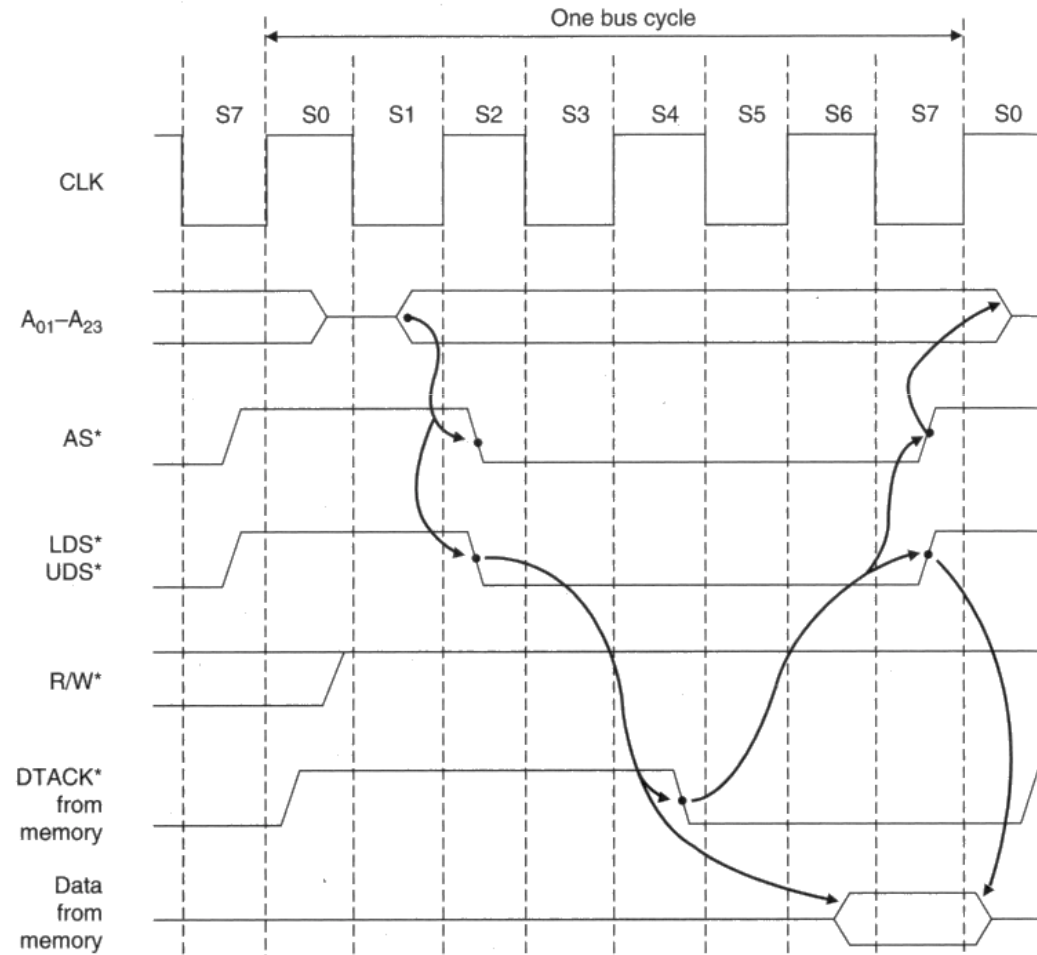 One bus cycle
S7 S0 S1 S2 S3 S4 S5 S6 S7 S0
CLK
A01–A23
AS*
LDS*
UDS*
R/W*
DTACK*
from
memory
Data
from
memory